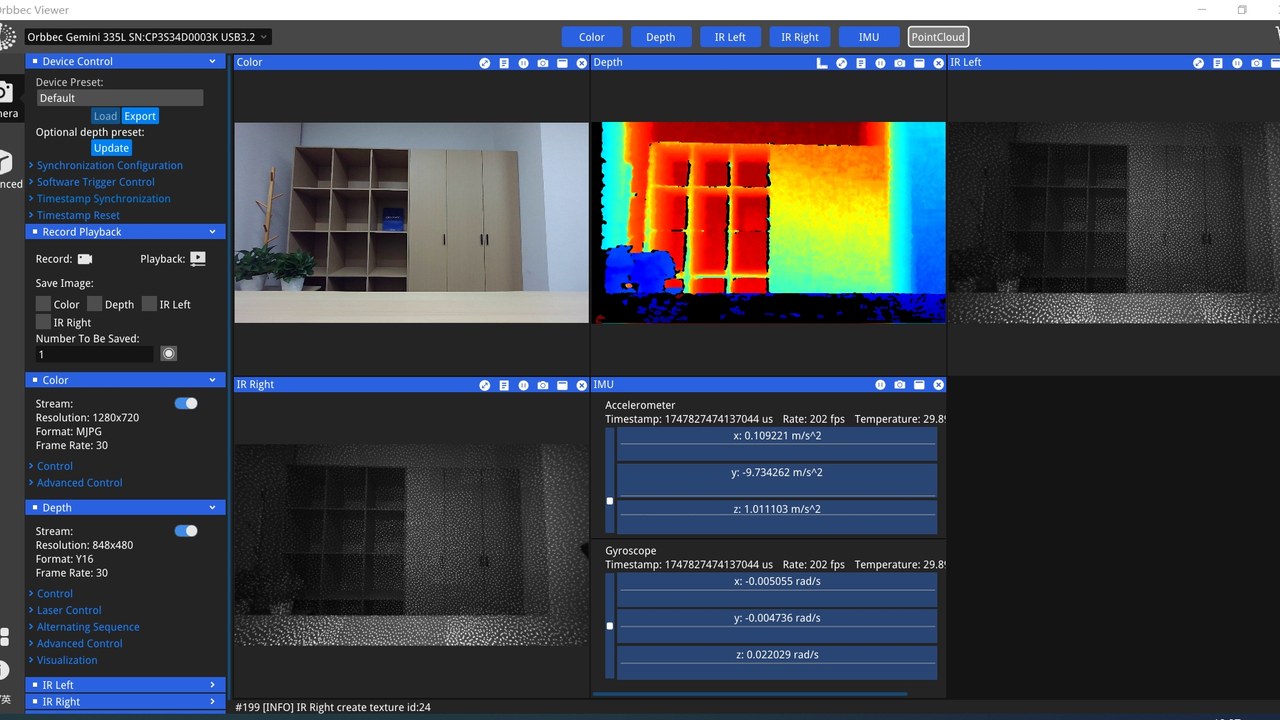 Orbbec Viewer
Orbbec Gemini 335L SN:CP3S34D0003K USB3.2
Color Depth IR Left IR Right IMU PointCloud
Device Control
Device Preset:
Default
Load Export
Optional depth preset:
Update
Synchronization Configuration
Software Trigger Control
Timestamp Synchronization
Timestamp Reset
Record Playback
Record: Playback:
Save Image:
Color Depth IR Left
IR Right
Number To Be Saved:
1
Color
Stream:
Resolution: 1280x720
Format: MJPG
Frame Rate: 30
Control
Advanced Control
Depth
Stream:
Resolution: 848x480
Format: Y16
Frame Rate: 30
Control
Laser Control
Alternating Sequence
Advanced Control
Visualization
IR Left
IR Right
Color
Depth
IR Left
IR Right
IMU
Accelerometer
Timestamp: 1747827474137044 us Rate: 202 fps Temperature: 29.89
x: 0.109221 m/s^2
y: -9.734262 m/s^2
z: 1.011103 m/s^2
Gyroscope
Timestamp: 1747827474137044 us Rate: 202 fps Temperature: 29.89
x: -0.005055 rad/s
y: -0.004736 rad/s
z: 0.022029 rad/s
#199 [INFO] IR Right create texture id:24